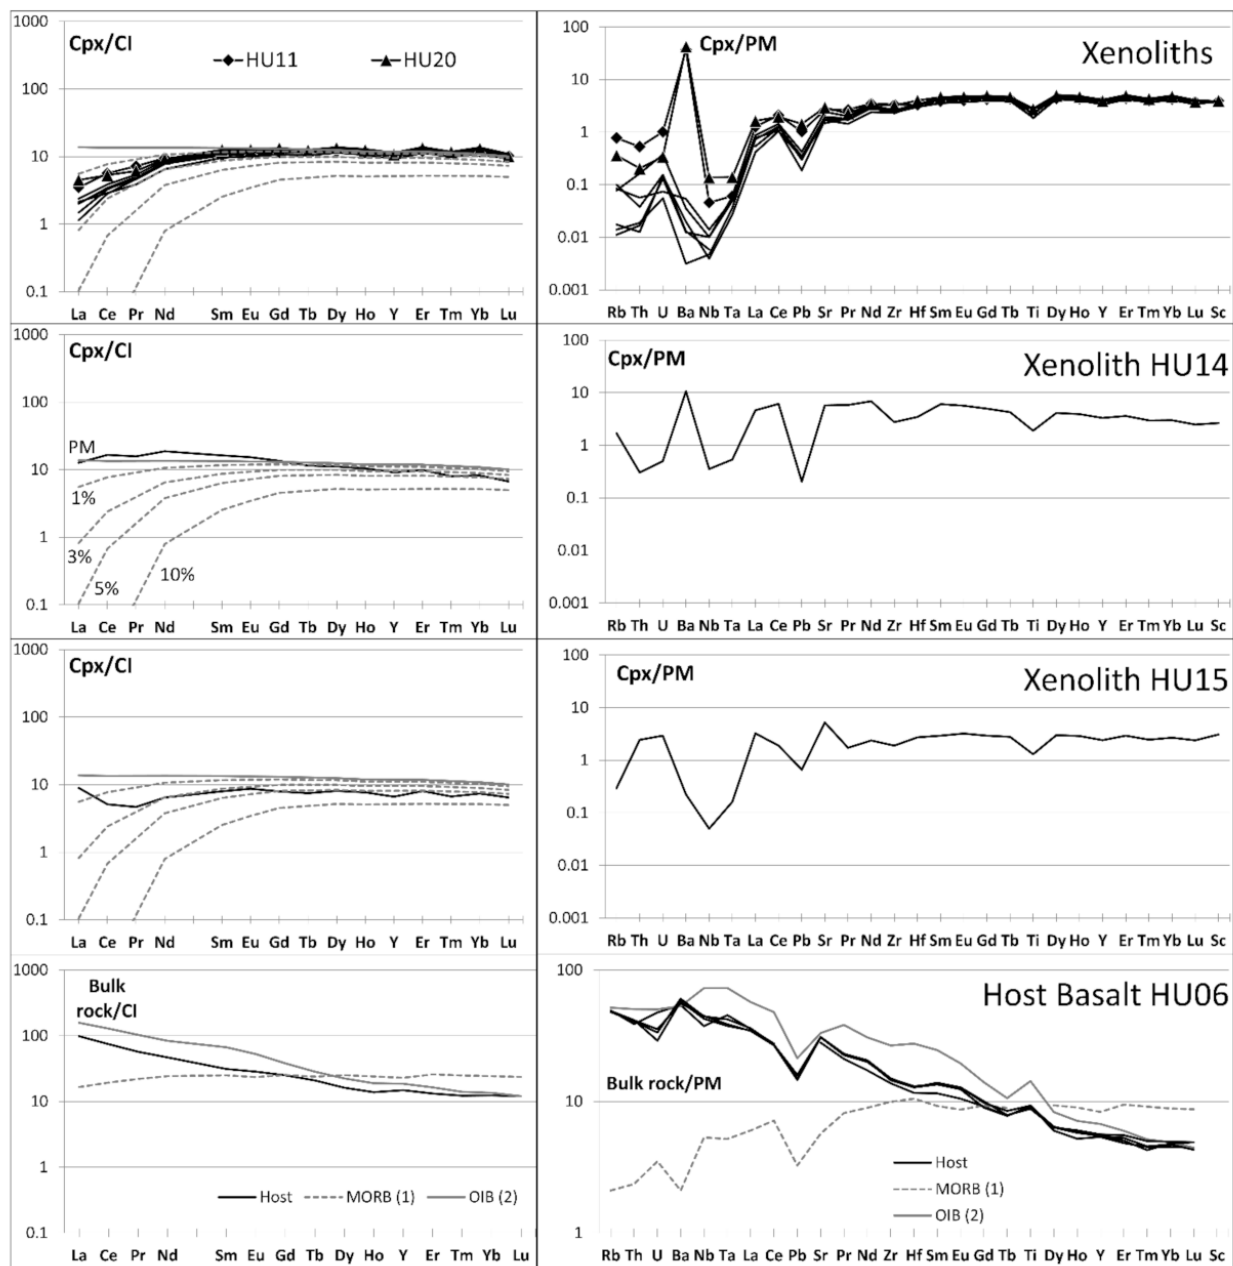 1000
100
10
1
0.1
Cpx/CI
HU11
HU20
La Ce Pr Nd Sm Eu Gd Tb Dy Ho Y Er Tm Yb Lu
100
10
1
0.1
0.01
0.001
Cpx/PM
Xenoliths
Rb Th U Ba Nb Ta La Ce Pb Sr Pr Nd Zr Hf Sm Eu Gd Tb Ti Dy Ho Y Er Tm Yb Lu Sc
1000
100
10
1
0.1
Cpx/CI
PM
1%
3%
5%
10%
La Ce Pr Nd Sm Eu Gd Tb Dy Ho Y Er Tm Yb Lu
100
10
1
0.1
0.01
0.001
Cpx/PM
Xenolith HU14
Rb Th U Ba Nb Ta La Ce Pb Sr Pr Nd Zr Hf Sm Eu Gd Tb Ti Dy Ho Y Er Tm Yb Lu Sc
1000
100
10
1
0.1
Cpx/CI
La Ce Pr Nd Sm Eu Gd Tb Dy Ho Y Er Tm Yb Lu
100
10
1
0.1
0.01
0.001
Cpx/PM
Xenolith HU15
Rb Th U Ba Nb Ta La Ce Pb Sr Pr Nd Zr Hf Sm Eu Gd Tb Ti Dy Ho Y Er Tm Yb Lu Sc
1000
100
10
1
0.1
Bulk
rock/CI
Host MORB (1) OIB (2)
La Ce Pr Nd Sm Eu Gd Tb Dy Ho Y Er Tm Yb Lu
100
10
1
Host Basalt HU06
Bulk rock/PM
Host
MORB (1)
OIB (2)
Rb Th U Ba Nb Ta La Ce Pb Sr Pr Nd Zr Hf Sm Eu Gd Tb Ti Dy Ho Y Er Tm Yb Lu